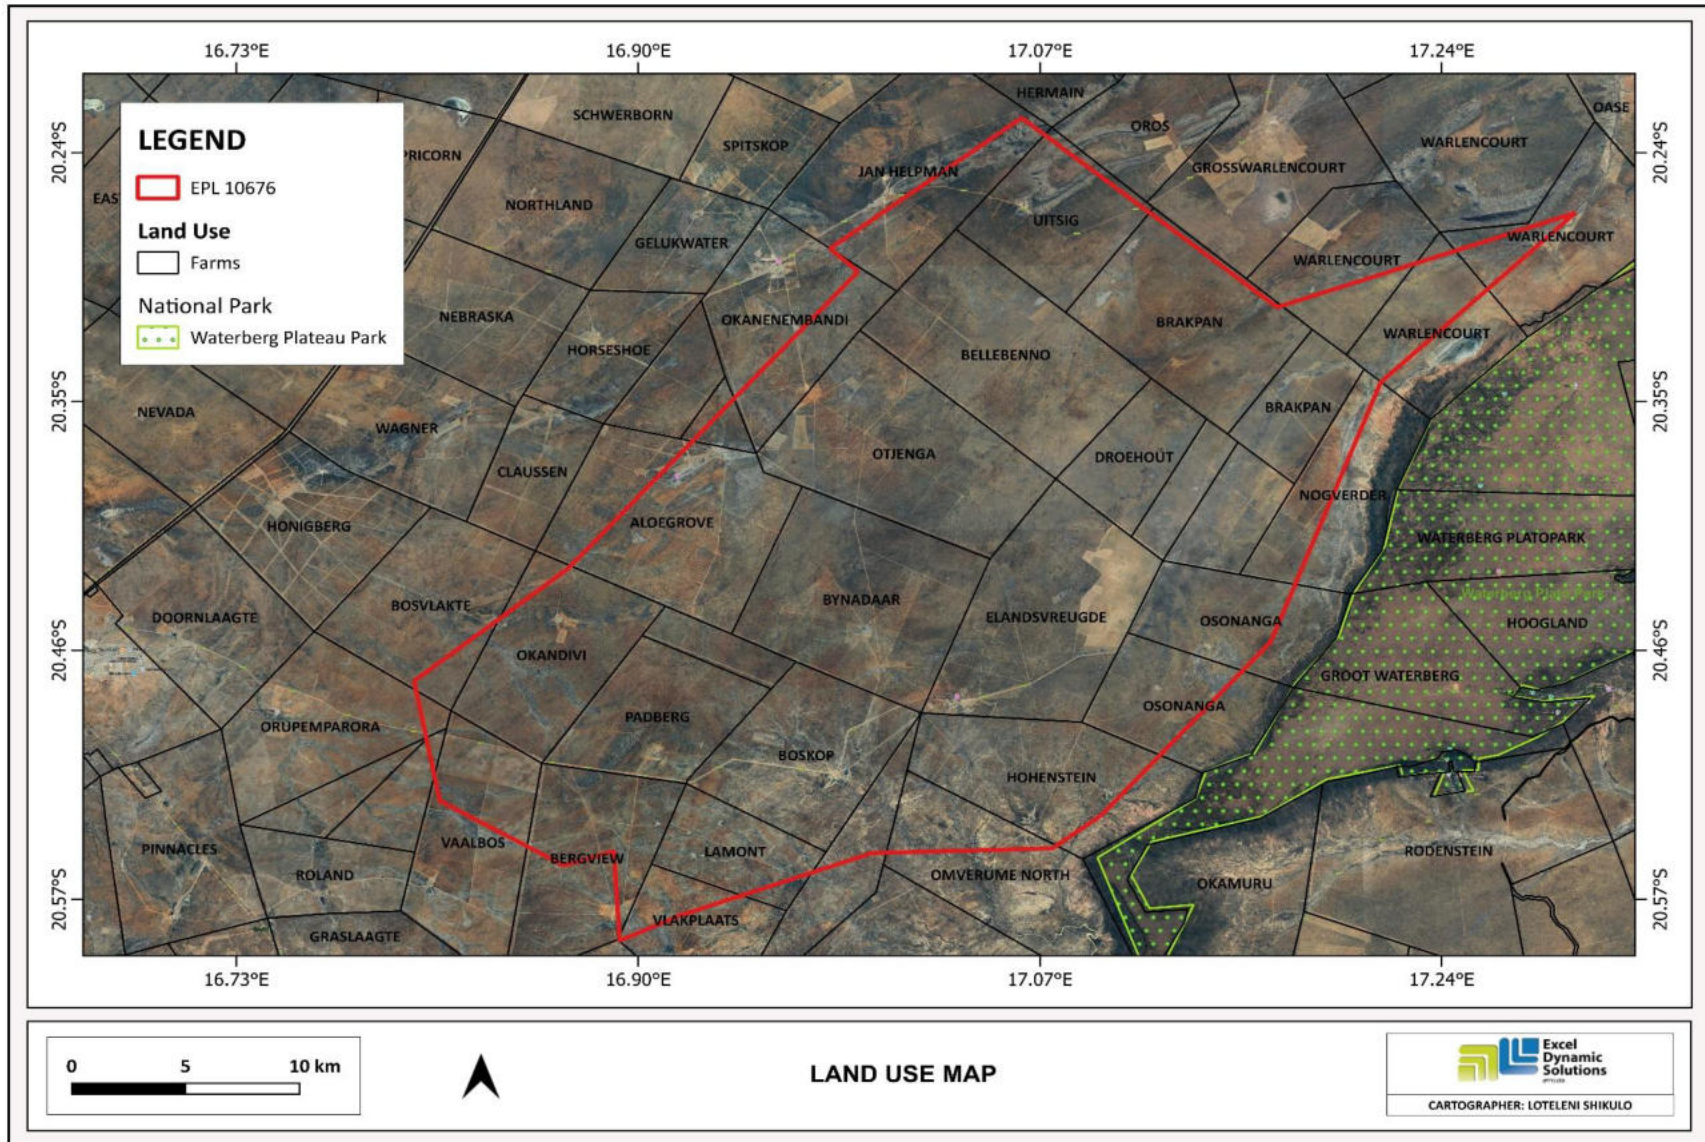 16.73°E 16.90°E 17.07°E 17.24°E
20.24°S
20.35°S
20.46°S
20.57°S
20.24°S
20.35°S
20.46°S
20.57°S
LEGEND
EPL 10676
Land Use
Farms
National Park
Waterberg Plateau Park
HERMAIN
OASE
SCHWERBORN
OROS
SPITSKOP
WARLENCOURT
PRICORN
GROSSWARLENCOURT
JAN HELPMAN
EAS
NORTHLAND
UITSIG
GELUKWATER
WARLENCOURT
WARLENCOURT
NEBRASKA
OKANENEMBANDI
BRAKPAN
WARLENCOURT
HORSESHOE
BELLEBENNO
NEVADA
BRAKPAN
WAGNER
OTJENGA
DROEHOUT
CLAUSSEN
NOGVERDER
HONIGBERG
ALOEGROVE
WATERBERG PLATOPARK
Waterberg Plato Park
BOSVLAKTE
BYNADAAR
DOORNLAAGTE
ELANDSVREUGDE
OSONANGA
HOOGLAND
OKANDIVI
GROOT WATERBERG
OSONANGA
PADBERG
ORUPEMPARORA
BOSKOP
HOHENSTEIN
VAALBOS
PINNACLES
LAMONT
RODENSTEIN
BERGVIEW
ROLAND
OMVERUME NORTH
OKAMURU
VLAKPLAATS
GRASLAAGTE
16.73°E 16.90°E 17.07°E 17.24°E
0 5 10 km
LAND USE MAP
Excel
Dynamic
Solutions
CARTOGRAPHER: LOTELENI SHIKULO